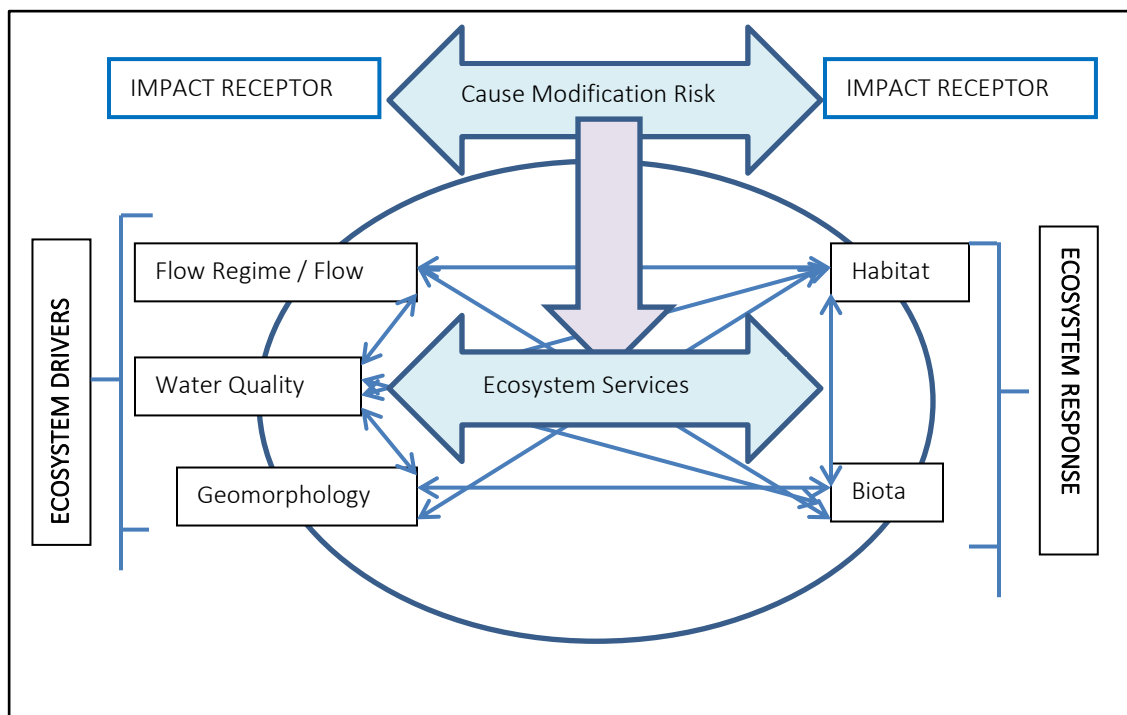 IMPACT RECEPTOR
Cause Modification Risk
IMPACT RECEPTOR
ECOSYSTEM DRIVERS
Flow Regime / Flow
Water Quality
Geomorphology
Ecosystem Services
Habitat
Biota
ECOSYSTEM RESPONSE